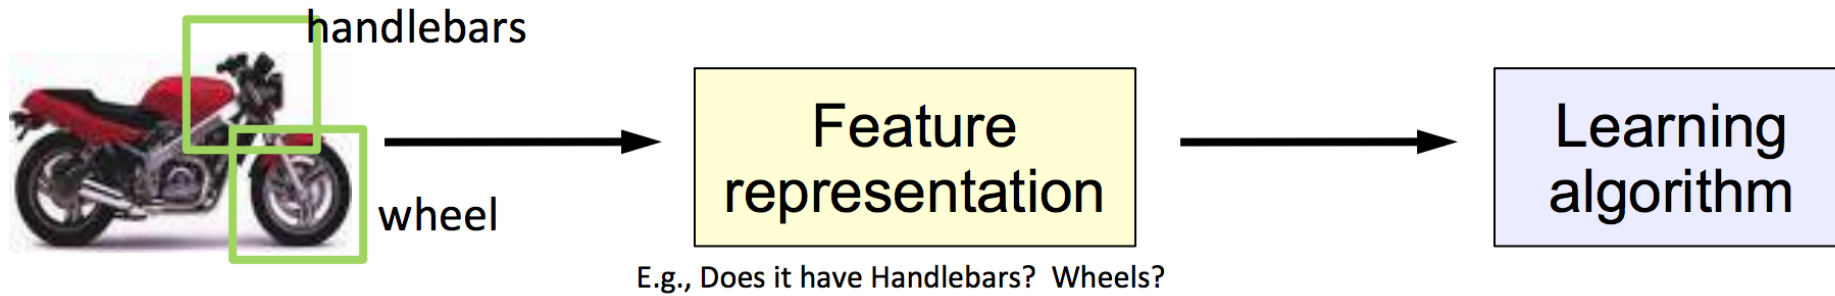 handlebars
wheel
Feature
representation
E.g., Does it have Handlebars? Wheels?
Learning
algorithm